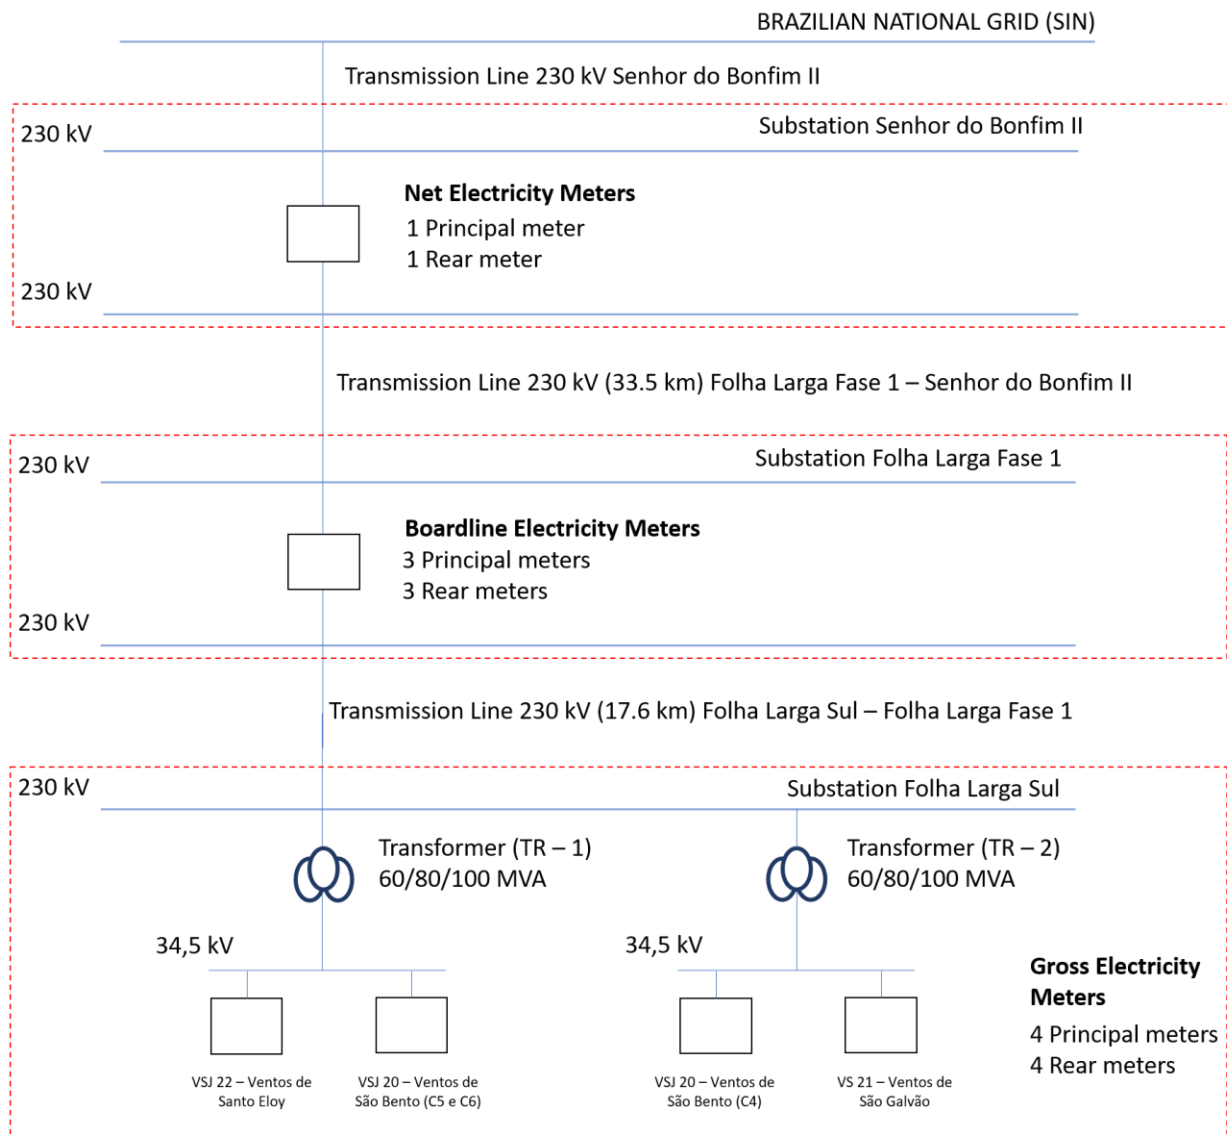 BRAZILIAN NATIONAL GRID (SIN)
Transmission Line 230 kV Senhor do Bonfim II
230 kV
Substation Senhor do Bonfim II
Net Electricity Meters
1 Principal meter
1 Rear meter
230 kV
Transmission Line 230 kV (33.5 km) Folha Larga Fase 1 – Senhor do Bonfim II
230 kV
Substation Folha Larga Fase 1
Boardline Electricity Meters
3 Principal meters
3 Rear meters
230 kV
Transmission Line 230 kV (17.6 km) Folha Larga Sul – Folha Larga Fase 1
230 kV
Substation Folha Larga Sul
Transformer (TR – 1)
60/80/100 MVA
Transformer (TR – 2)
60/80/100 MVA
34,5 kV
34,5 kV
Gross Electricity
Meters
4 Principal meters
4 Rear meters
VSJ 22 – Ventos de
Santo Eloy
VSJ 20 – Ventos de
São Bento (C5 e C6)
VSJ 20 – Ventos de
São Bento (C4)
VS 21 – Ventos de
São Galvão